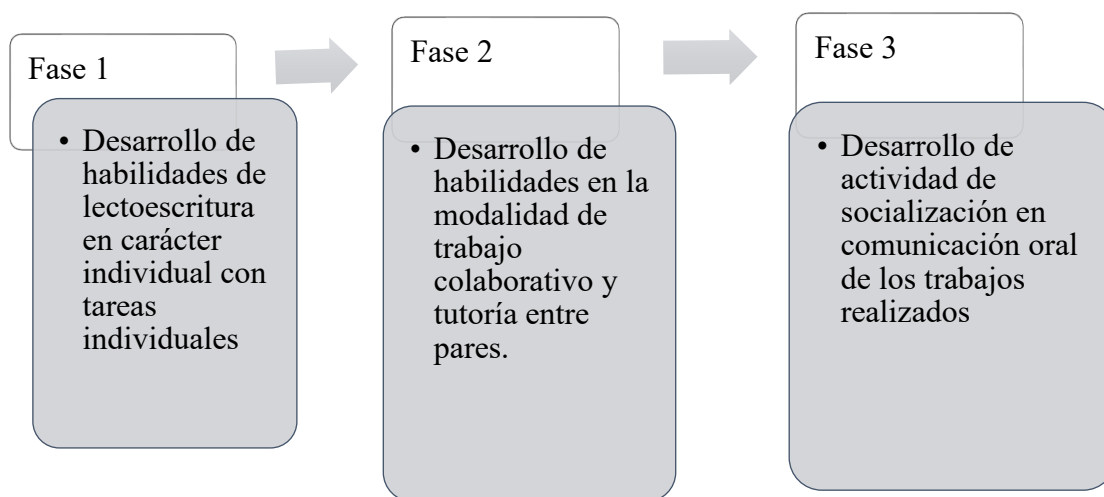 Fase 1
• Desarrollo de
habilidades de
lectoescritura
en carácter
individual con
tareas
individuales
Fase 2
• Desarrollo de
habilidades en la
modalidad de
trabajo
colaborativo y
tutoría entre
pares.
Fase 3
• Desarrollo de
actividad de
socialización en
comunicación oral
de los trabajos
realizados